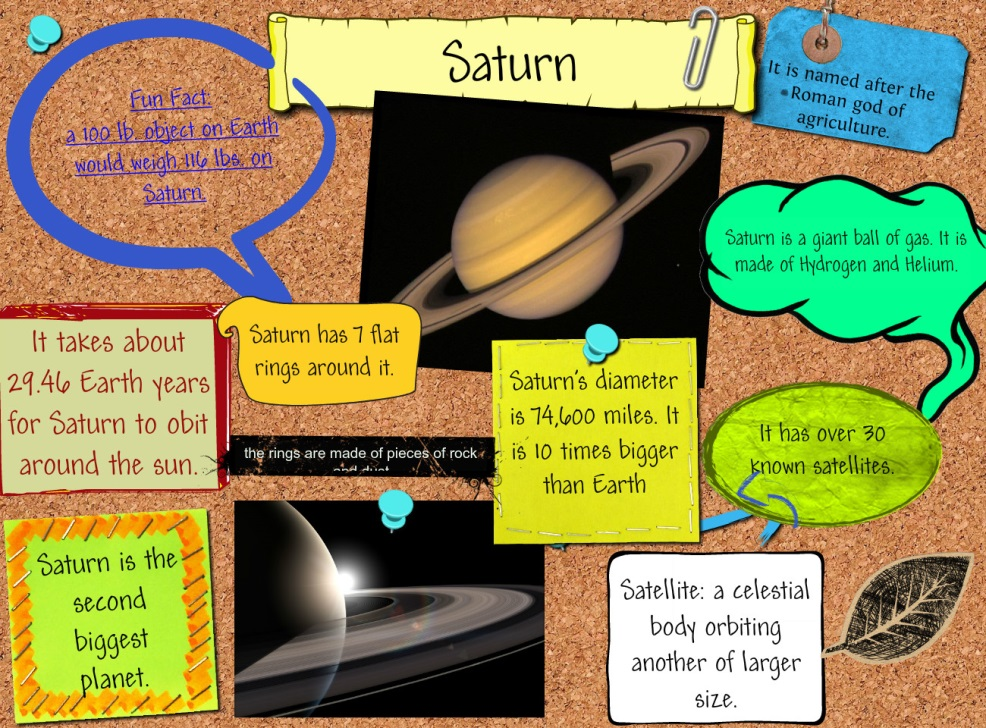 Saturn
It is named after the
Roman god of
agriculture.
Fun Fact:
a 100 lb. object on Earth
would weigh 116 lbs. on
Saturn.
Saturn is a giant ball of gas. It is
made of Hydrogen and Helium.
It takes about
29.46 Earth years
for Saturn to obit
around the sun.
Saturn has 7 flat
rings around it.
Saturn's diameter
is 74,600 miles. It
is 10 times bigger
than Earth
It has over 30
known satellites.
the rings are made of pieces of rock
and dust
Saturn is the
second
biggest
planet.
Satellite: a celestial
body orbiting
another of larger
size.